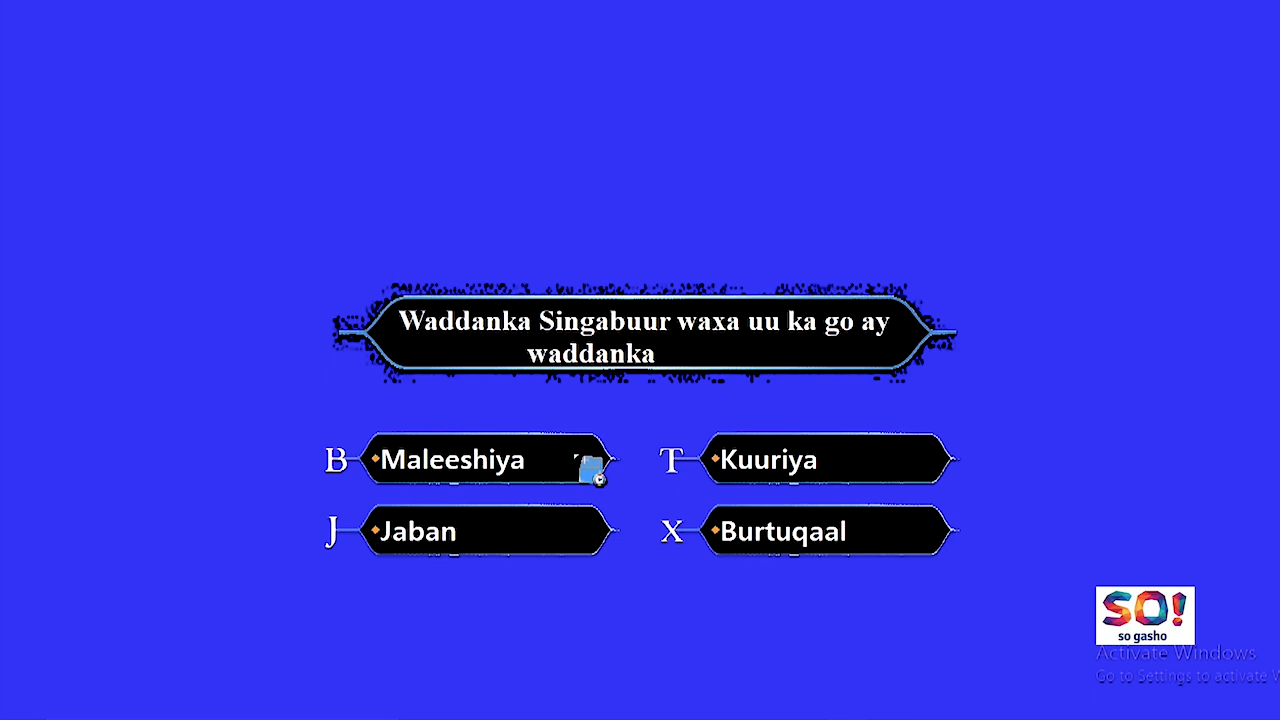 Waddanka Singabuur waxa uu ka go ay
waddanka
B Maleeshiya
T Kuuriya
J Jaban
X Burtuqaal
SO!
so gasho
Activate Windows
Go to Settings to activate W